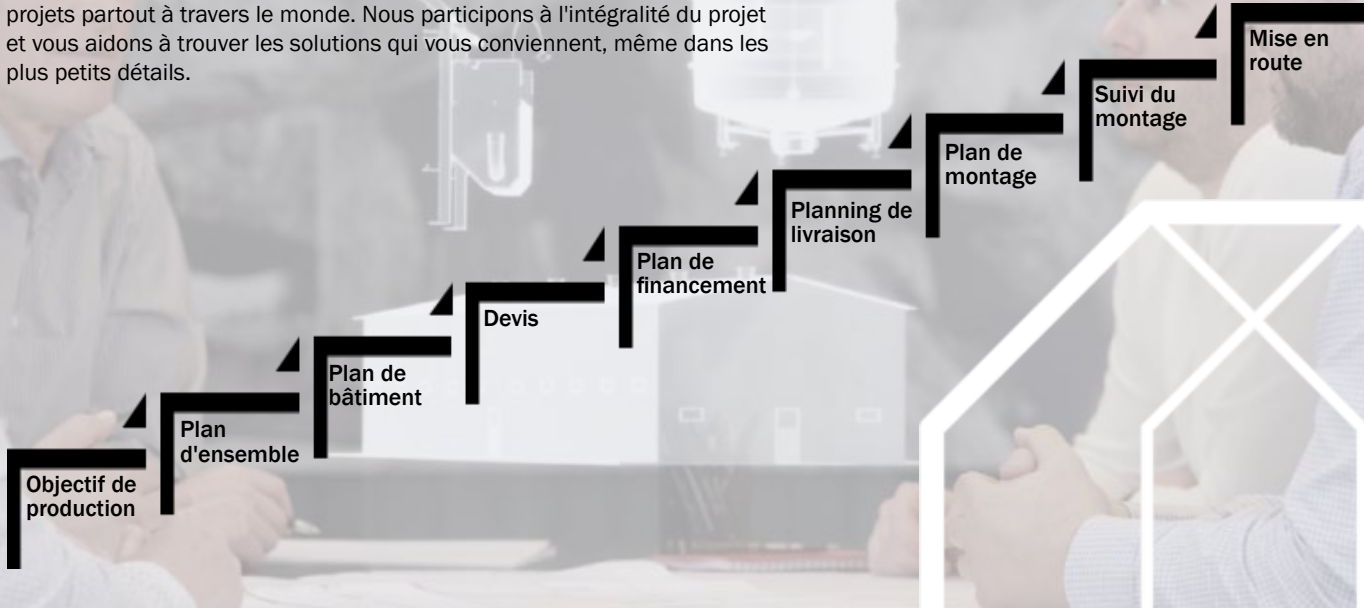 projets partout à travers le monde. Nous participons à l'intégralité du projet
et vous aidons à trouver les solutions qui vous conviennent, même dans les
plus petits détails.
Objectif de
production
Plan
d'ensemble
Plan de
bâtiment
Devis
Plan de
financement
Planning de
livraison
Plan de
montage
Suivi du
montage
Mise en
route